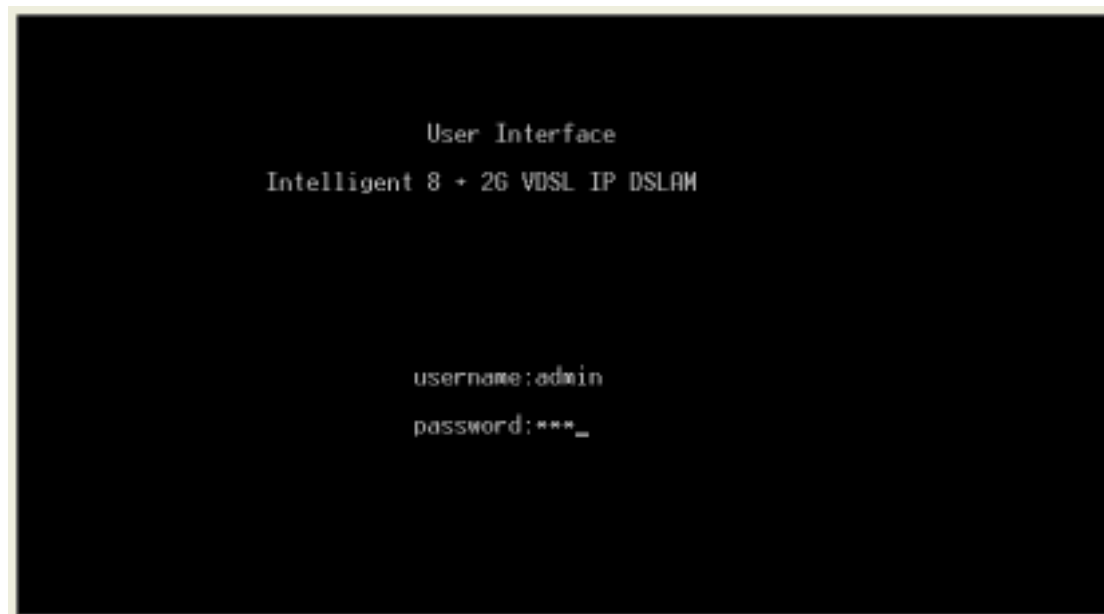 User Interface
Intelligent 8 + 2G VDSL IP DSLAM
username:admin
password:***_